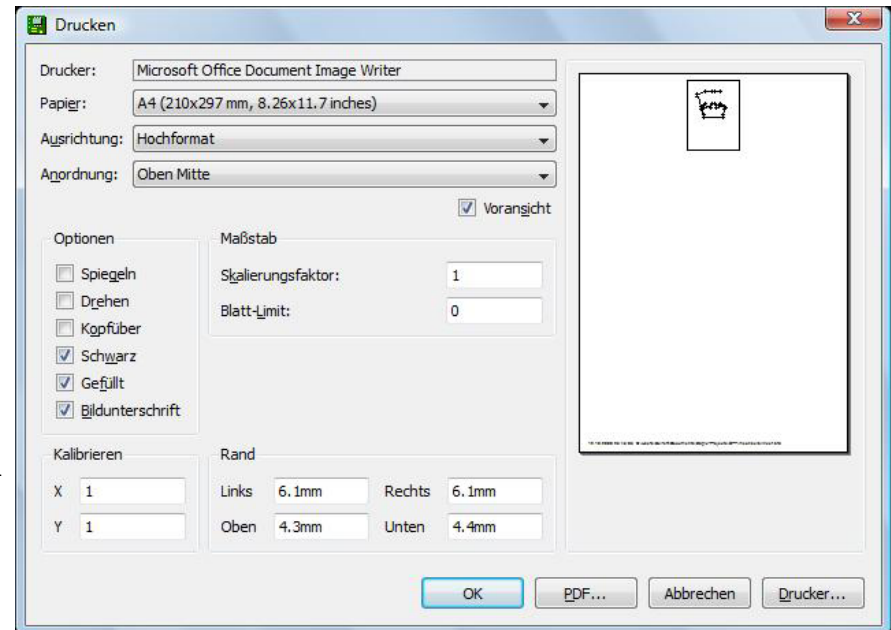 Drucken
Drucker: Microsoft Office Document Image Writer
Papier: A4 (210x297 mm, 8.26x11.7 inches)
Ausrichtung: Hochformat
Anordnung: Oben Mitte
Voransicht
Optionen
Spiegeln
Drehen
Kopfüber
Schwarz
Gefüllt
Bildunterschrift
Maßstab
Skalierungsfaktor: 1
Blatt-Limit: 0
Kalibrieren
X 1
Y 1
Rand
Links 6.1mm Rechts 6.1mm
Oben 4.3mm Unten 4.4mm
OK PDF... Abbrechen Drucker...